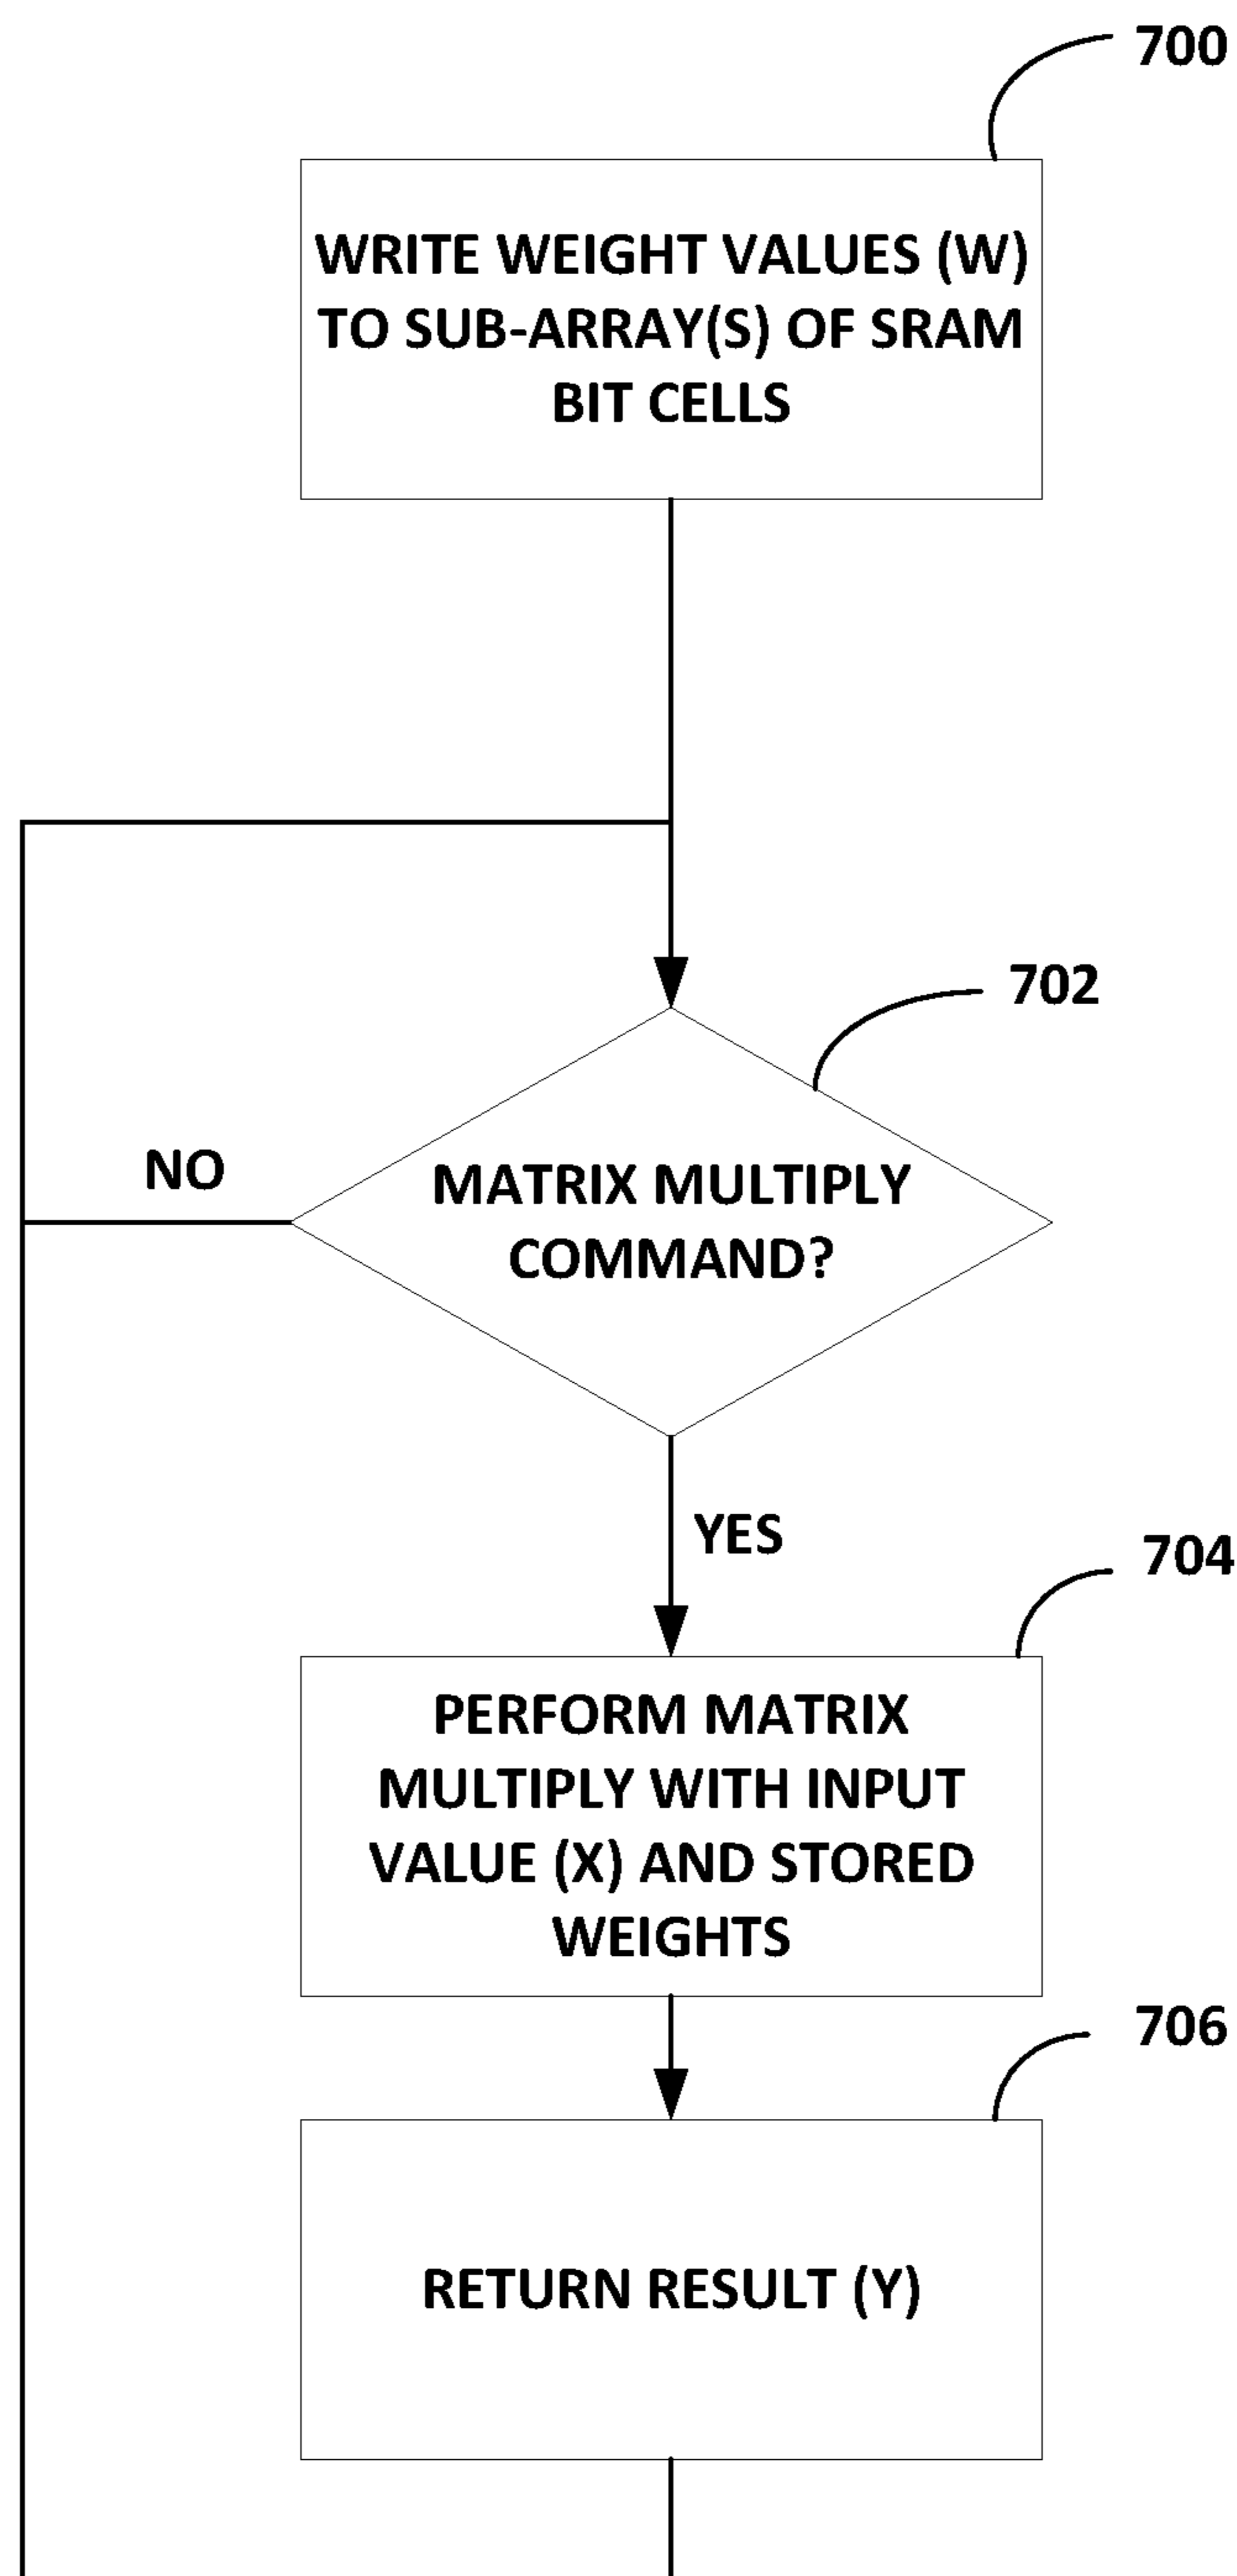 700
WRITE WEIGHT VALUES (W)
TO SUB-ARRAY(S) OF SRAM
BIT CELLS
702
MATRIX MULTIPLY
COMMAND?
NO
YES
704
PERFORM MATRIX
MULTIPLY WITH INPUT
VALUE (X) AND STORED
WEIGHTS
706
RETURN RESULT (Y)